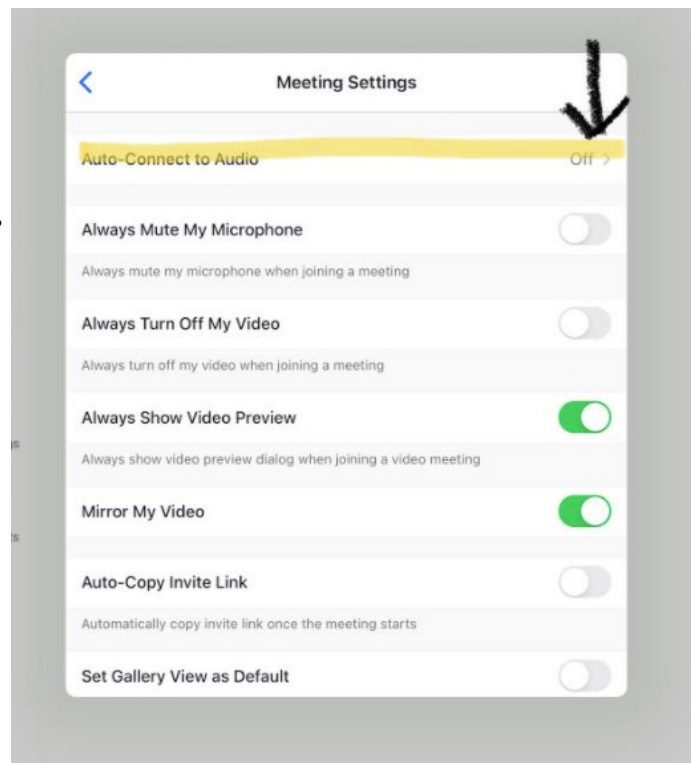 Meeting Settings
Auto-Connect to Audio Off >
Always Mute My Microphone
Always mute my microphone when joining a meeting
Always Turn Off My Video
Always turn off my video when joining a meeting
Always Show Video Preview
Always show video preview dialog when joining a video meeting
Mirror My Video
Auto-Copy Invite Link
Automatically copy invite link once the meeting starts
Set Gallery View as Default